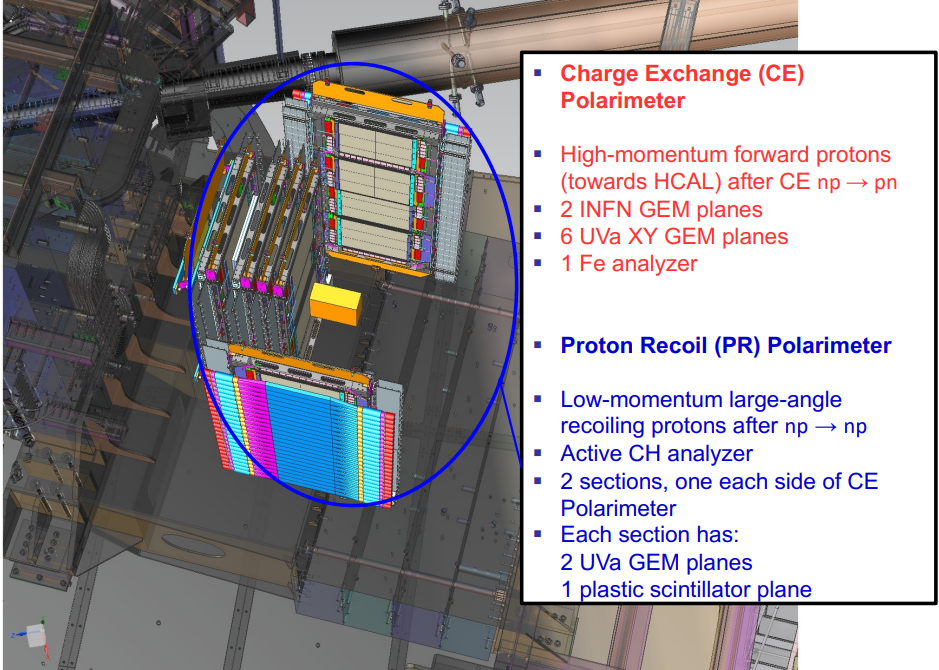 ▪ Charge Exchange (CE)
Polarimeter
▪ High-momentum forward protons
(towards HCAL) after CE np → pn
▪ 2 INFN GEM planes
▪ 6 UVa XY GEM planes
▪ 1 Fe analyzer
▪ Proton Recoil (PR) Polarimeter
▪ Low-momentum large-angle
recoiling protons after np → np
▪ Active CH analyzer
▪ 2 sections, one each side of CE
Polarimeter
▪ Each section has:
2 UVa GEM planes
1 plastic scintillator plane